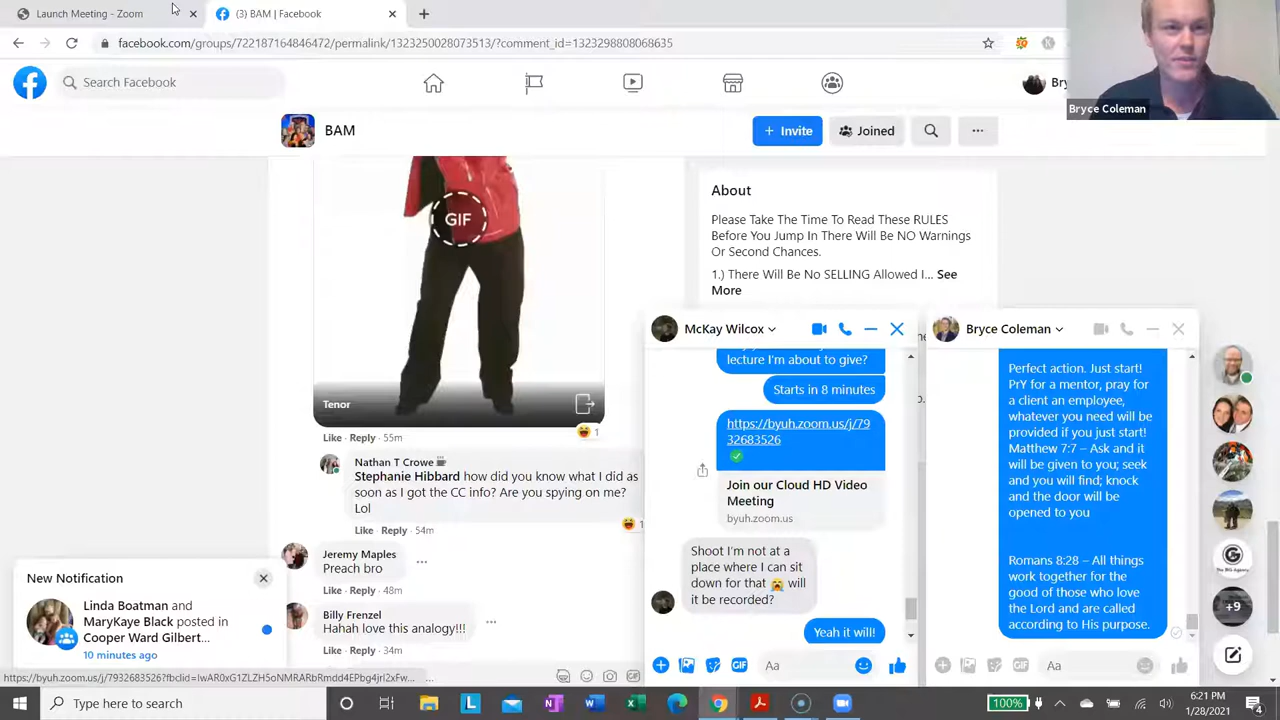 Launch Meeting - Zoom
(3) BAM | Facebook
facebook.com/groups/722187164846472/permalink/1323250028073513/?comment_id=1323298808068635
Search Facebook
Bry
Bryce Coleman
BAM
+ Invite
Joined
...
GIF
Tenor
Like · Reply · 55m
1
Nathan T Crowe
Stephanie Hibbard how did you know what I did as
soon as I got the CC info? Are you spying on me?
Lol
1
Like · Reply · 54m
Jeremy Maples
Preach bro
...
Like · Reply · 48m
Billy Frenzel
Hahah love this analogy!!!
...
Like · Reply · 34m
About
Please Take The Time To Read These RULES
Before You Jump In There Will Be NO Warnings
Or Second Chances.
1.) There Will Be No SELLING Allowed I... See
More
New Notification
Linda Boatman and
MaryKaye Black posted in
Cooper Ward Gilbert...
10 minutes ago
McKay Wilcox
lecture I'm about to give?
Starts in 8 minutes
https://byuh.zoom.us/j/79
32683526
Join our Cloud HD Video
Meeting
byuh.zoom.us
Shoot I'm not at a
place where I can sit
down for that 😭 will
it be recorded?
Yeah it will!
GIF
Aa
Bryce Coleman
Perfect action. Just start!
PrY for a mentor, pray for
a client an employee,
whatever you need will be
provided if you just start!
Matthew 7:7 – Ask and it
will be given to you; seek
and you will find; knock
and the door will be
opened to you
Romans 8:28 – All things
work together for the
good of those who love
the Lord and are called
according to His purpose.
GIF
Aa
+9
Type here to search
100%
6:21 PM
1/28/2021
4